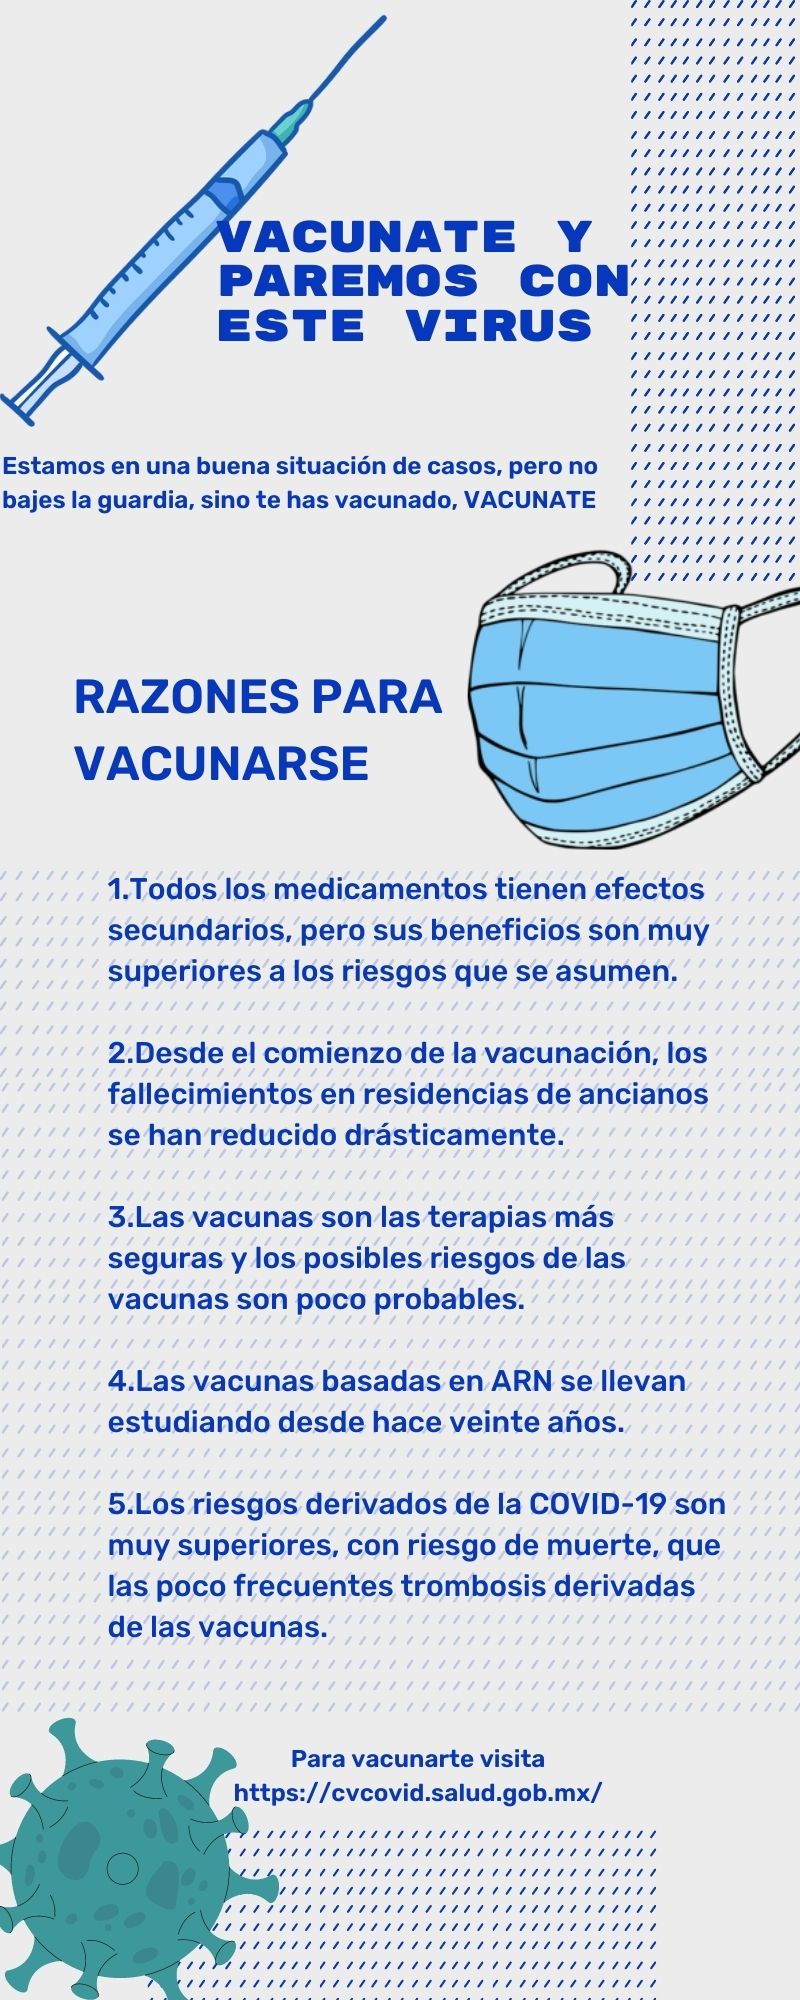 VACUNATE Y
PAREMOS CON
ESTE VIRUS
Estamos en una buena situación de casos, pero no
bajes la guardia, sino te has vacunado, VACUNATE
RAZONES PARA
VACUNARSE
1.Todos los medicamentos tienen efectos
secundarios, pero sus beneficios son muy
superiores a los riesgos que se asumen.
2.Desde el comienzo de la vacunación, los
fallecimientos en residencias de ancianos
se han reducido drásticamente.
3.Las vacunas son las terapias más
seguras y los posibles riesgos de las
vacunas son poco probables.
4.Las vacunas basadas en ARN se llevan
estudiando desde hace veinte años.
5.Los riesgos derivados de la COVID-19 son
muy superiores, con riesgo de muerte, que
las poco frecuentes trombosis derivadas
de las vacunas.
Para vacunarte visita
https://cvcovid.salud.gob.mx/